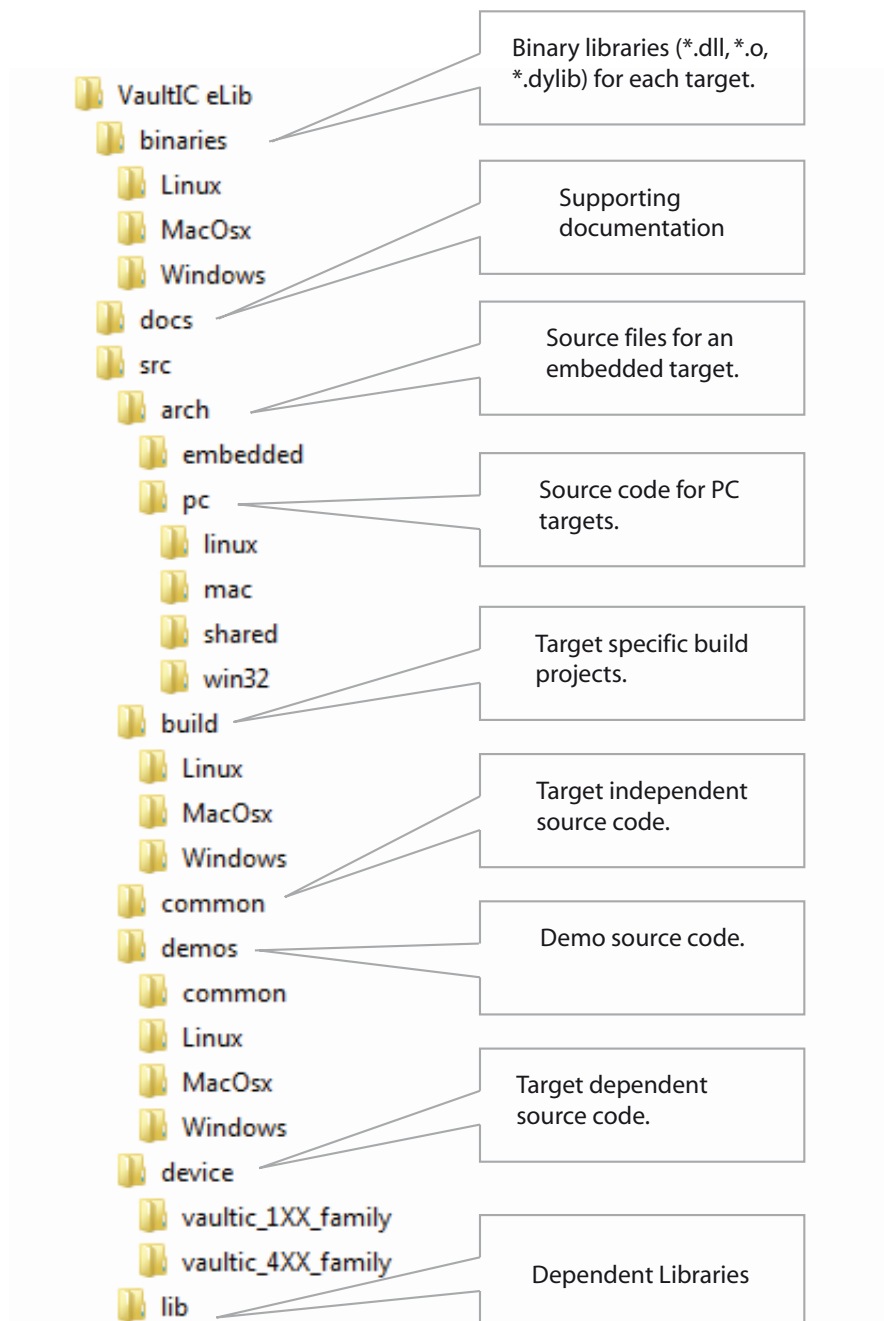 Binary libraries (*.dll, *.o,
*.dylib) for each target.
VaultIC eLib
binaries
Linux
MacOsx
Windows
Supporting
documentation
docs
src
Source files for an
embedded target.
arch
embedded
pc
Source code for PC
targets.
linux
mac
shared
win32
Target specific build
projects.
build
Linux
MacOsx
Windows
Target independent
source code.
common
demos
Demo source code.
common
Linux
MacOsx
Windows
Target dependent
source code.
device
vaultic_1XX_family
vaultic_4XX_family
Dependent Libraries
lib